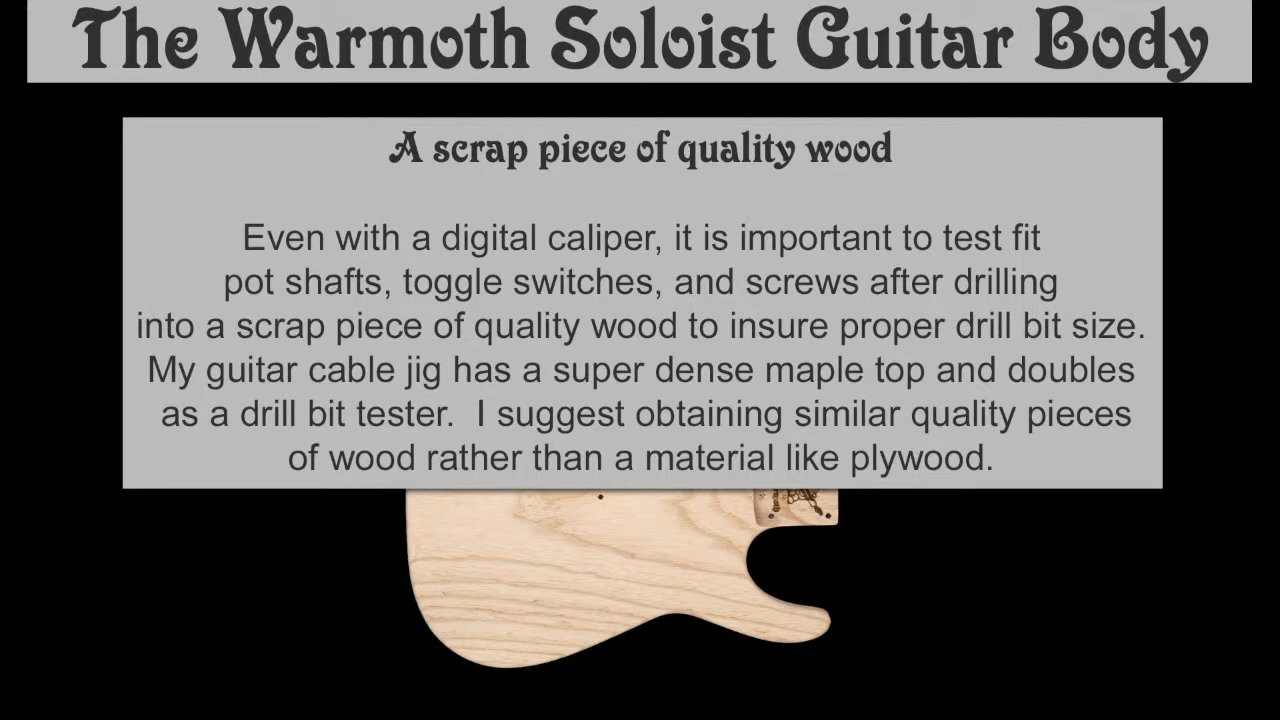 The Warmoth Soloist Guitar Body
A scrap piece of quality wood
Even with a digital caliper, it is important to test fit
pot shafts, toggle switches, and screws after drilling
into a scrap piece of quality wood to insure proper drill bit size.
My guitar cable jig has a super dense maple top and doubles
as a drill bit tester.  I suggest obtaining similar quality pieces
of wood rather than a material like plywood.